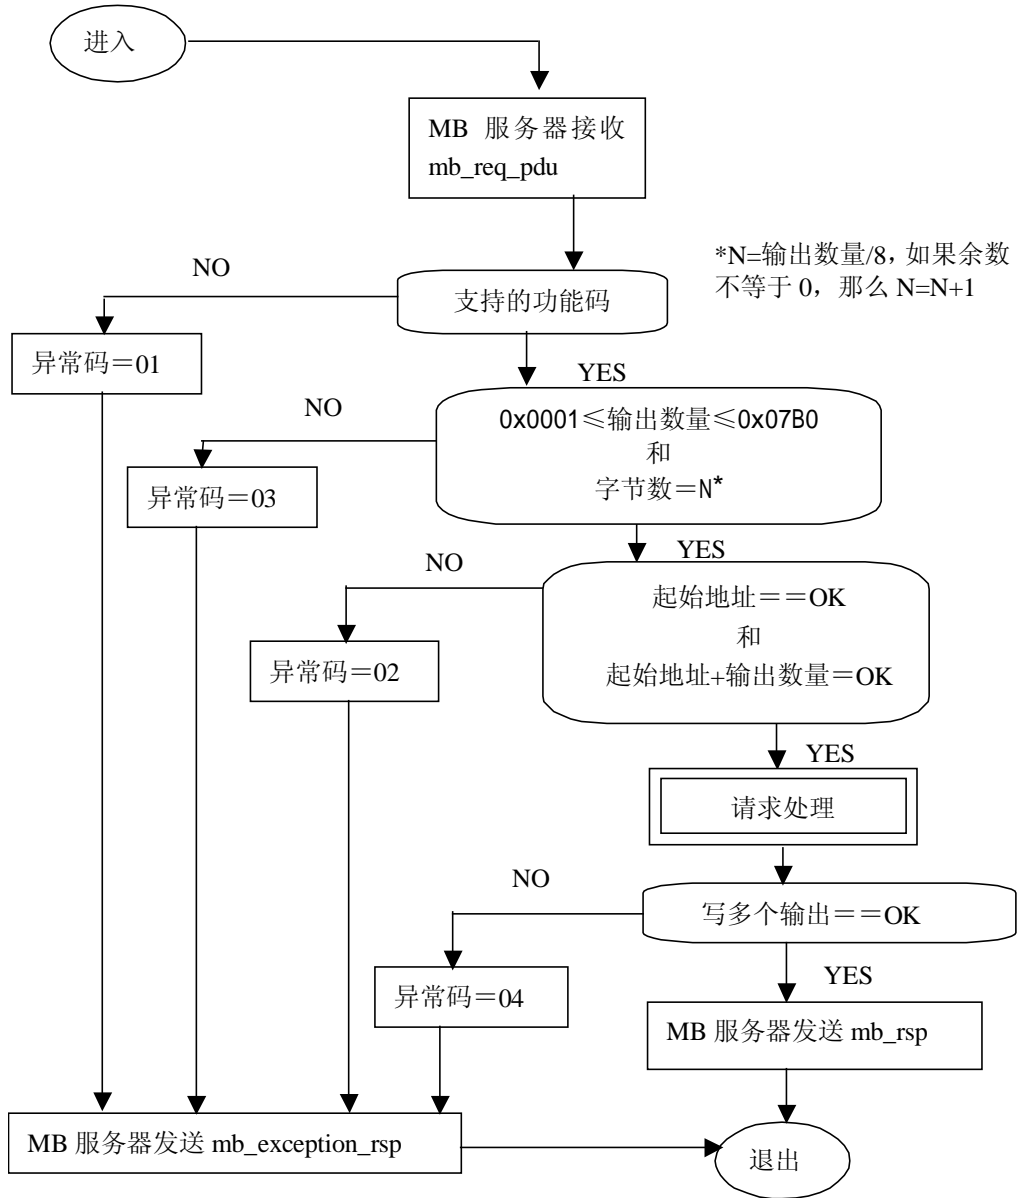 进入
MB 服务器接收
mb_req_pdu
*N=输出数量/8，如果余数
不等于 0，那么 N=N+1
NO
支持的功能码
异常码＝01
YES
NO
0x0001≤输出数量≤0x07B0
和
字节数＝N*
异常码＝03
YES
NO
起始地址＝＝OK
和
起始地址+输出数量＝OK
异常码＝02
YES
请求处理
NO
写多个输出＝＝OK
YES
异常码＝04
MB 服务器发送 mb_rsp
MB 服务器发送 mb_exception_rsp
退出